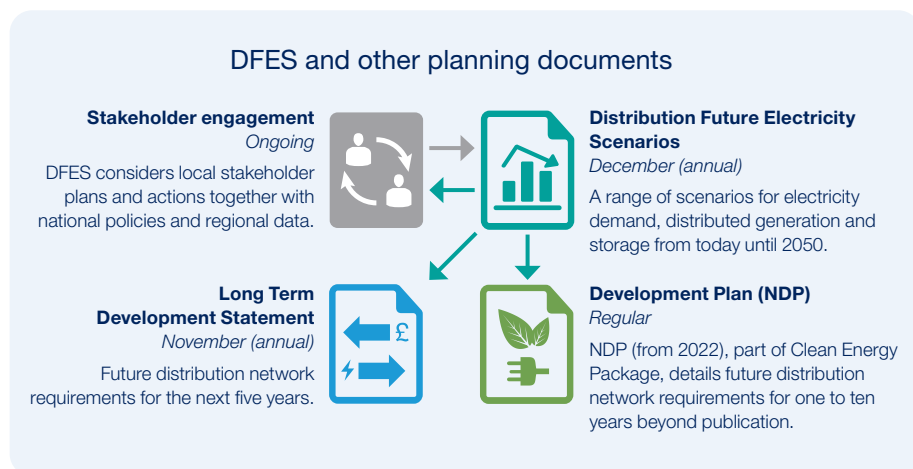 DFES and other planning documents
Stakeholder engagement
Ongoing
DFES considers local stakeholder
plans and actions together with
national policies and regional data.
Distribution Future Electricity
Scenarios
December (annual)
A range of scenarios for electricity
demand, distributed generation and
storage from today until 2050.
Long Term
Development Statement
November (annual)
Future distribution network
requirements for the next five years.
£
Development Plan (NDP)
Regular
NDP (from 2022), part of Clean Energy
Package, details future distribution
network requirements for one to ten
years beyond publication.